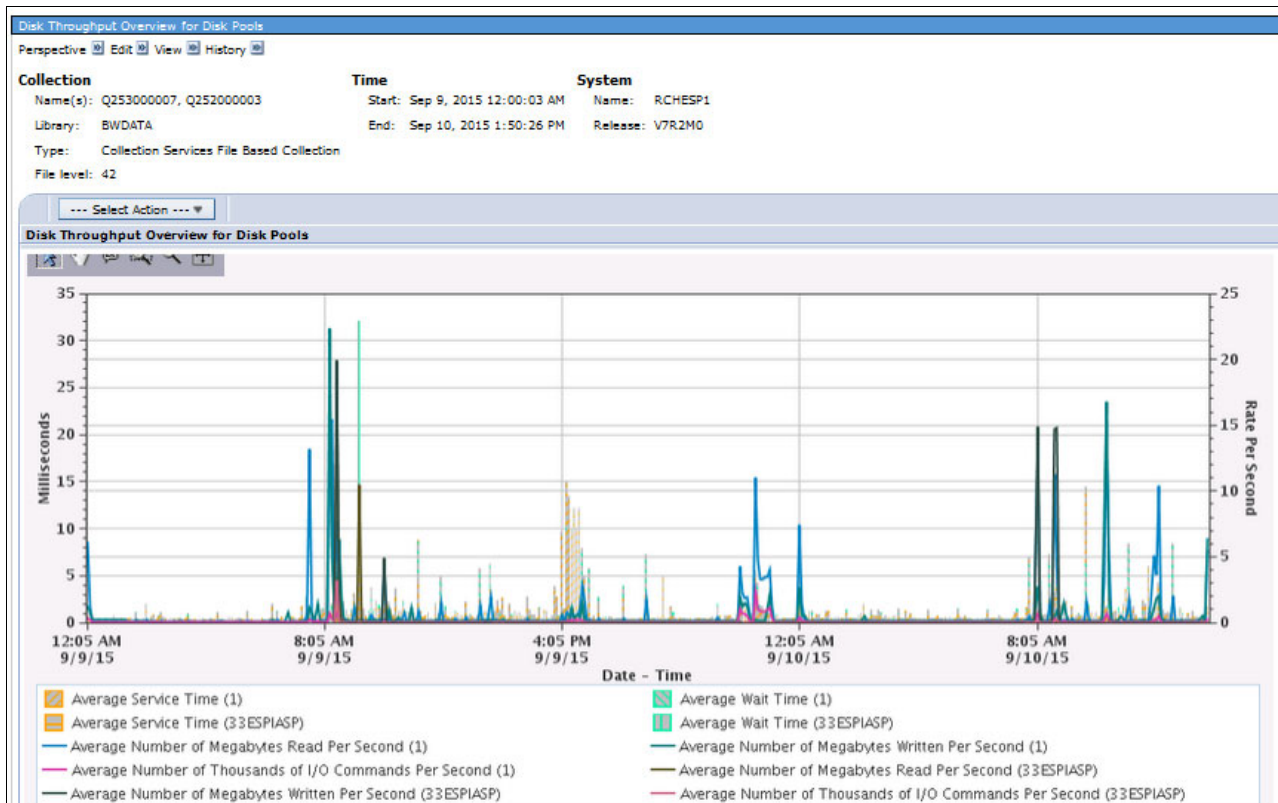 Disk Throughput Overview for Disk Pools
Perspective Edit View History
Collection Time System
Name(s): Q253000007, Q252000003 Start: Sep 9, 2015 12:00:03 AM Name: RCHESP1
Library: BWDATA End: Sep 10, 2015 1:50:26 PM Release: V7R2M0
Type: Collection Services File Based Collection
File level: 42
--- Select Action ---
Disk Throughput Overview for Disk Pools
35 25
30
20
25
20
15
15
10
10
5
5
0 0
Milliseconds
Rate Per Second
12:05 AM 8:05 AM 4:05 PM 12:05 AM 8:05 AM
9/9/15 9/9/15 9/9/15 9/10/15 9/10/15
Date - Time
Average Service Time (1) Average Wait Time (1)
Average Service Time (33ESPIASP) Average Wait Time (33ESPIASP)
Average Number of Megabytes Read Per Second (1) Average Number of Megabytes Written Per Second (1)
Average Number of Thousands of I/O Commands Per Second (1) Average Number of Megabytes Read Per Second (33ESPIASP)
Average Number of Megabytes Written Per Second (33ESPIASP) Average Number of Thousands of I/O Commands Per Second (33ESPIASP)